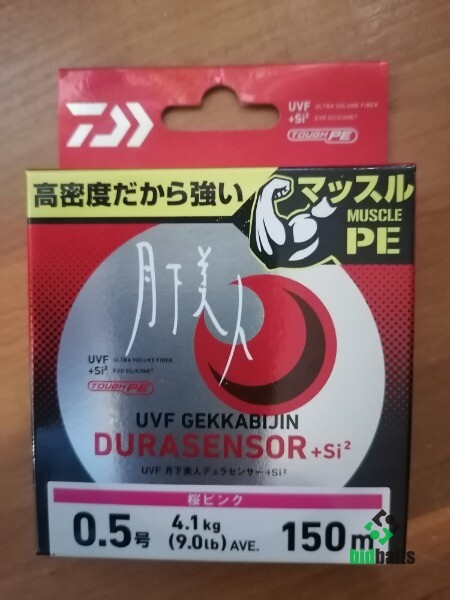 UVF ULTRA VOLUME FIBER
+Si² EVO SILICONE²
TOUGH PE
高密度だから強い
マッスル
MUSCLE
PE
月下美人
UVF ULTRA VOLUME FIBER
+Si² EVO SILICONE²
TOUGH PE
UVF GEKKABIJIN
DURASENSOR +Si²
UVF 月下美人デュラセンサー+Si²
桜ピンク
0.5号 4.1kg (9.0lb) AVE. 150m
bidbaits